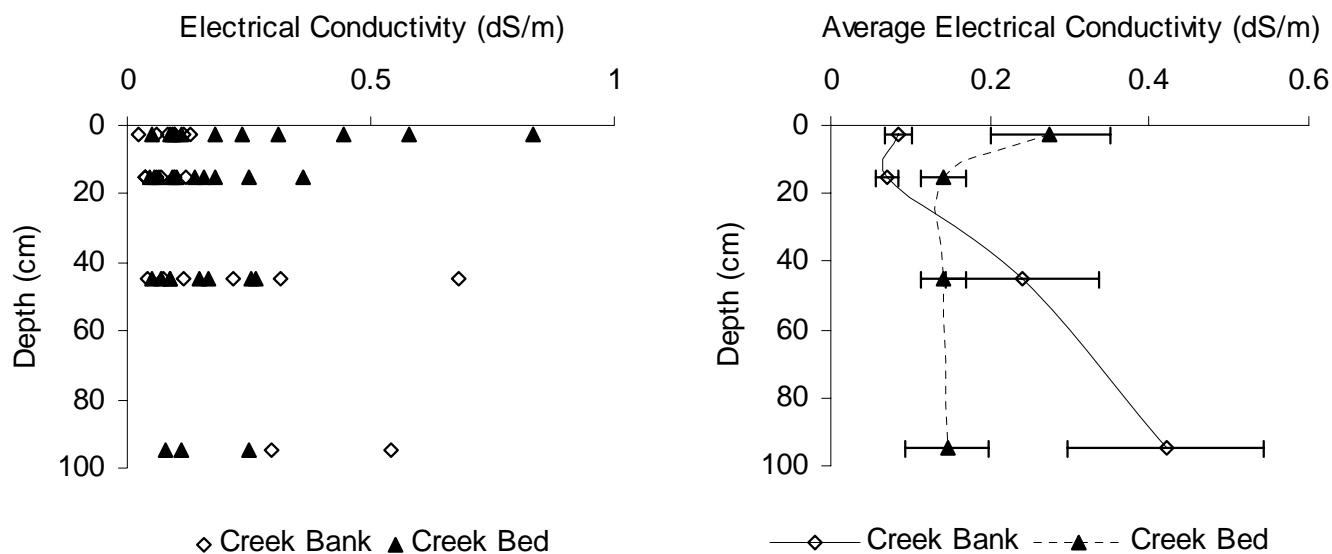 Electrical Conductivity (dS/m)
0 0.5 1
0
20
40
60
80
100
Depth (cm)
◇ Creek Bank ▲ Creek Bed
Average Electrical Conductivity (dS/m)
0 0.2 0.4 0.6
0
20
40
60
80
100
Depth (cm)
Creek Bank Creek Bed